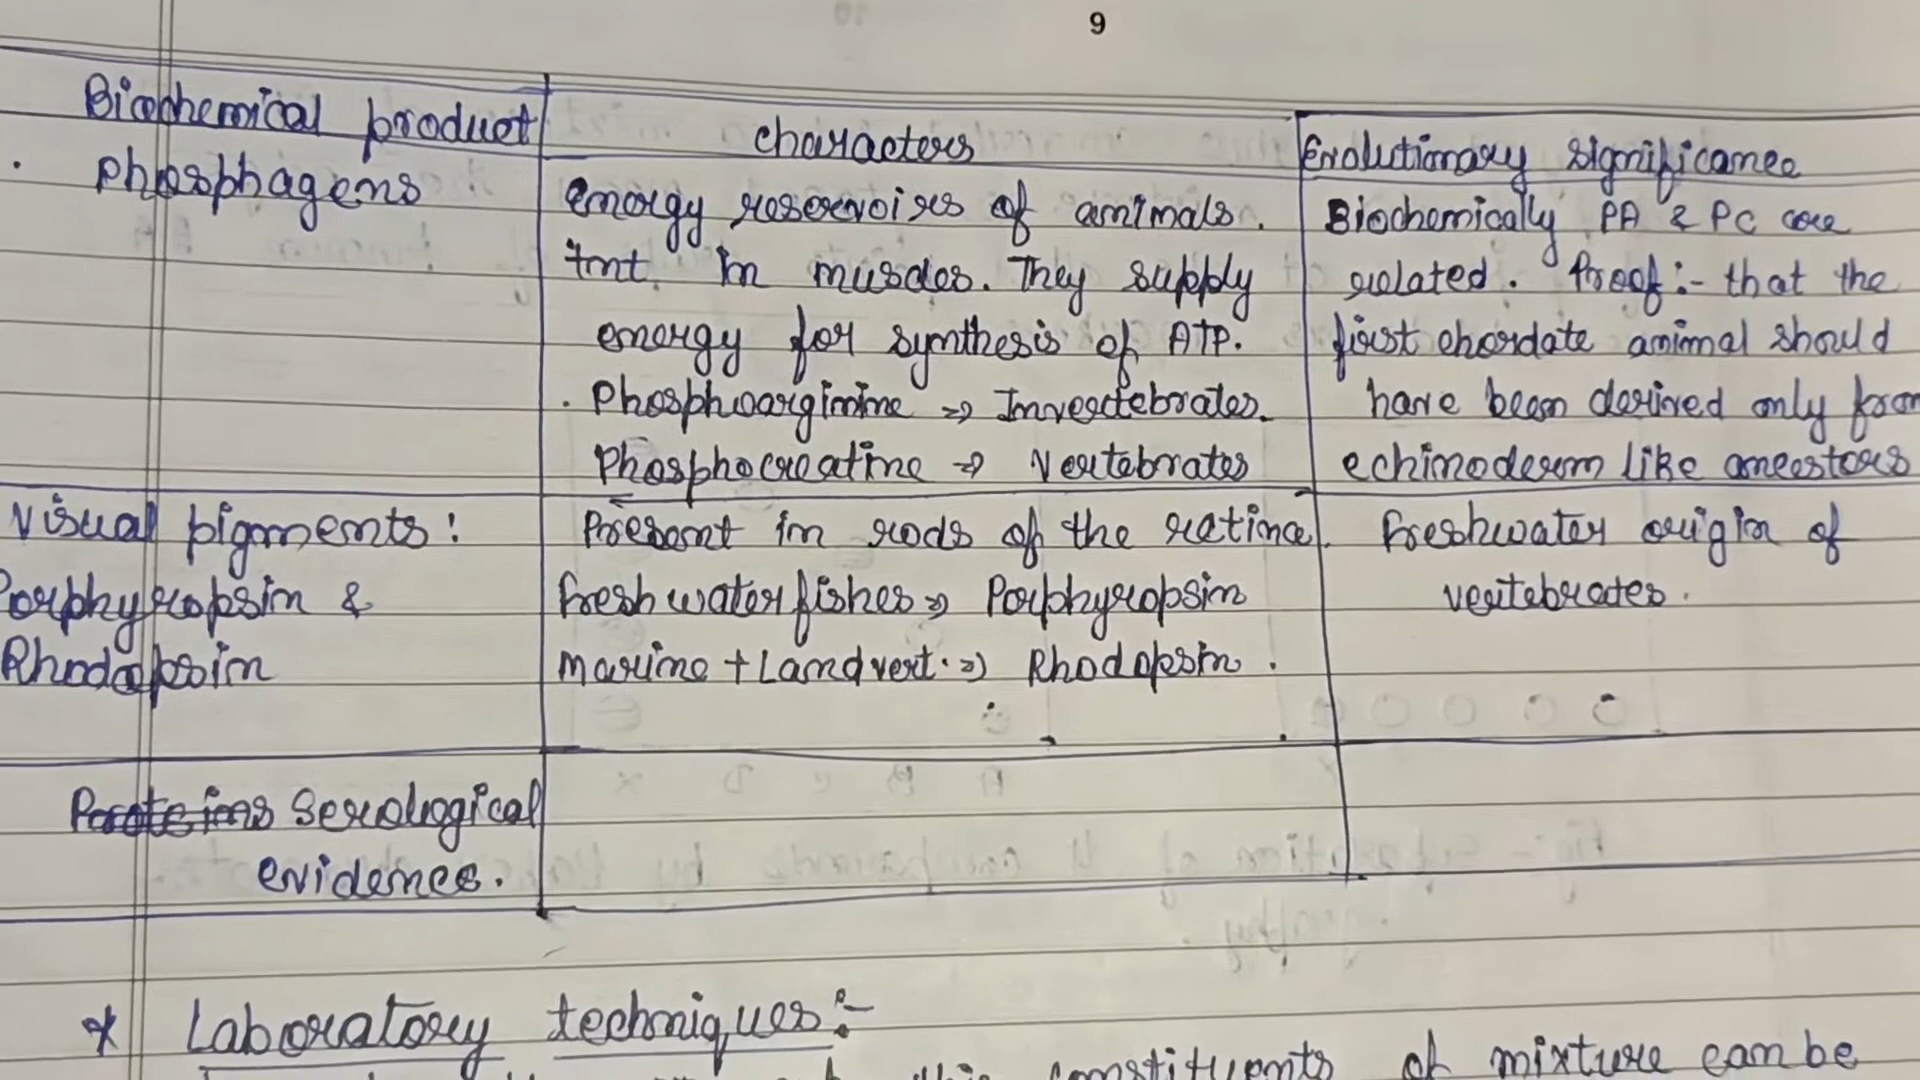 9
Biochemical product
characters
Evolutionary significance
. Phosphagens
energy reservoirs of animals.
Imt in muscles. They supply
energy for synthesis of ATP.
. Phosphoarginine => Invertebrates.
Phosphocreatine => Vertebrates
Biochemically PA & PC are
related. Proof:- that the
first chordate animal should
have been derived only from
echinoderm like ancestors
Visual pigments:
Porphyropsin &
Rhodopsin
Present in rods of the retina.
freshwater fishes => Porphyropsin
Marine + Land vert. => Rhodopsin.
freshwater origin of
vertebrates.
Proteins Serological
evidences.
* Laboratory techniques:-
constituents of mixture can be